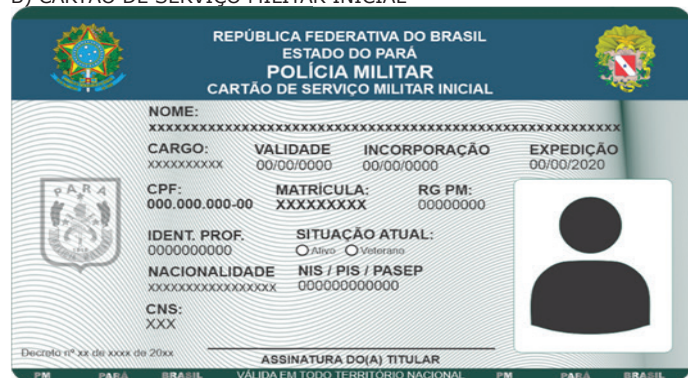 B) CARTÃO DE SERVIÇO MILITAR INICIAL
REPÚBLICA FEDERATIVA DO BRASIL
ESTADO DO PARÁ
POLÍCIA MILITAR
CARTÃO DE SERVIÇO MILITAR INICIAL
NOME:
xxxxxxxxxxxxxxxxxxxxxxxxxxxxxxxxxxxxxxxxxxxxxxxxxxxxxxxxx
CARGO: VALIDADE INCORPORAÇÃO EXPEDIÇÃO
xxxxxxxxxx 00/00/0000 00/00/0000 00/00/2020
PARÁ
CPF: MATRÍCULA: RG PM:
000.000.000-00 XXXXXXXXX 00000000
IDENT. PROF. SITUAÇÃO ATUAL:
0000000000 Ativo Veterano
NACIONALIDADE NIS / PIS / PASEP
xxxxxxxxxxxxxxxxx 000000000000
CNS:
XXX
Decreto nº xx de xxxx de 20xx
ASSINATURA DO(A) TITULAR
PM PARÁ BRASIL VÁLIDA EM TODO TERRITÓRIO NACIONAL PM PARÁ BRASIL